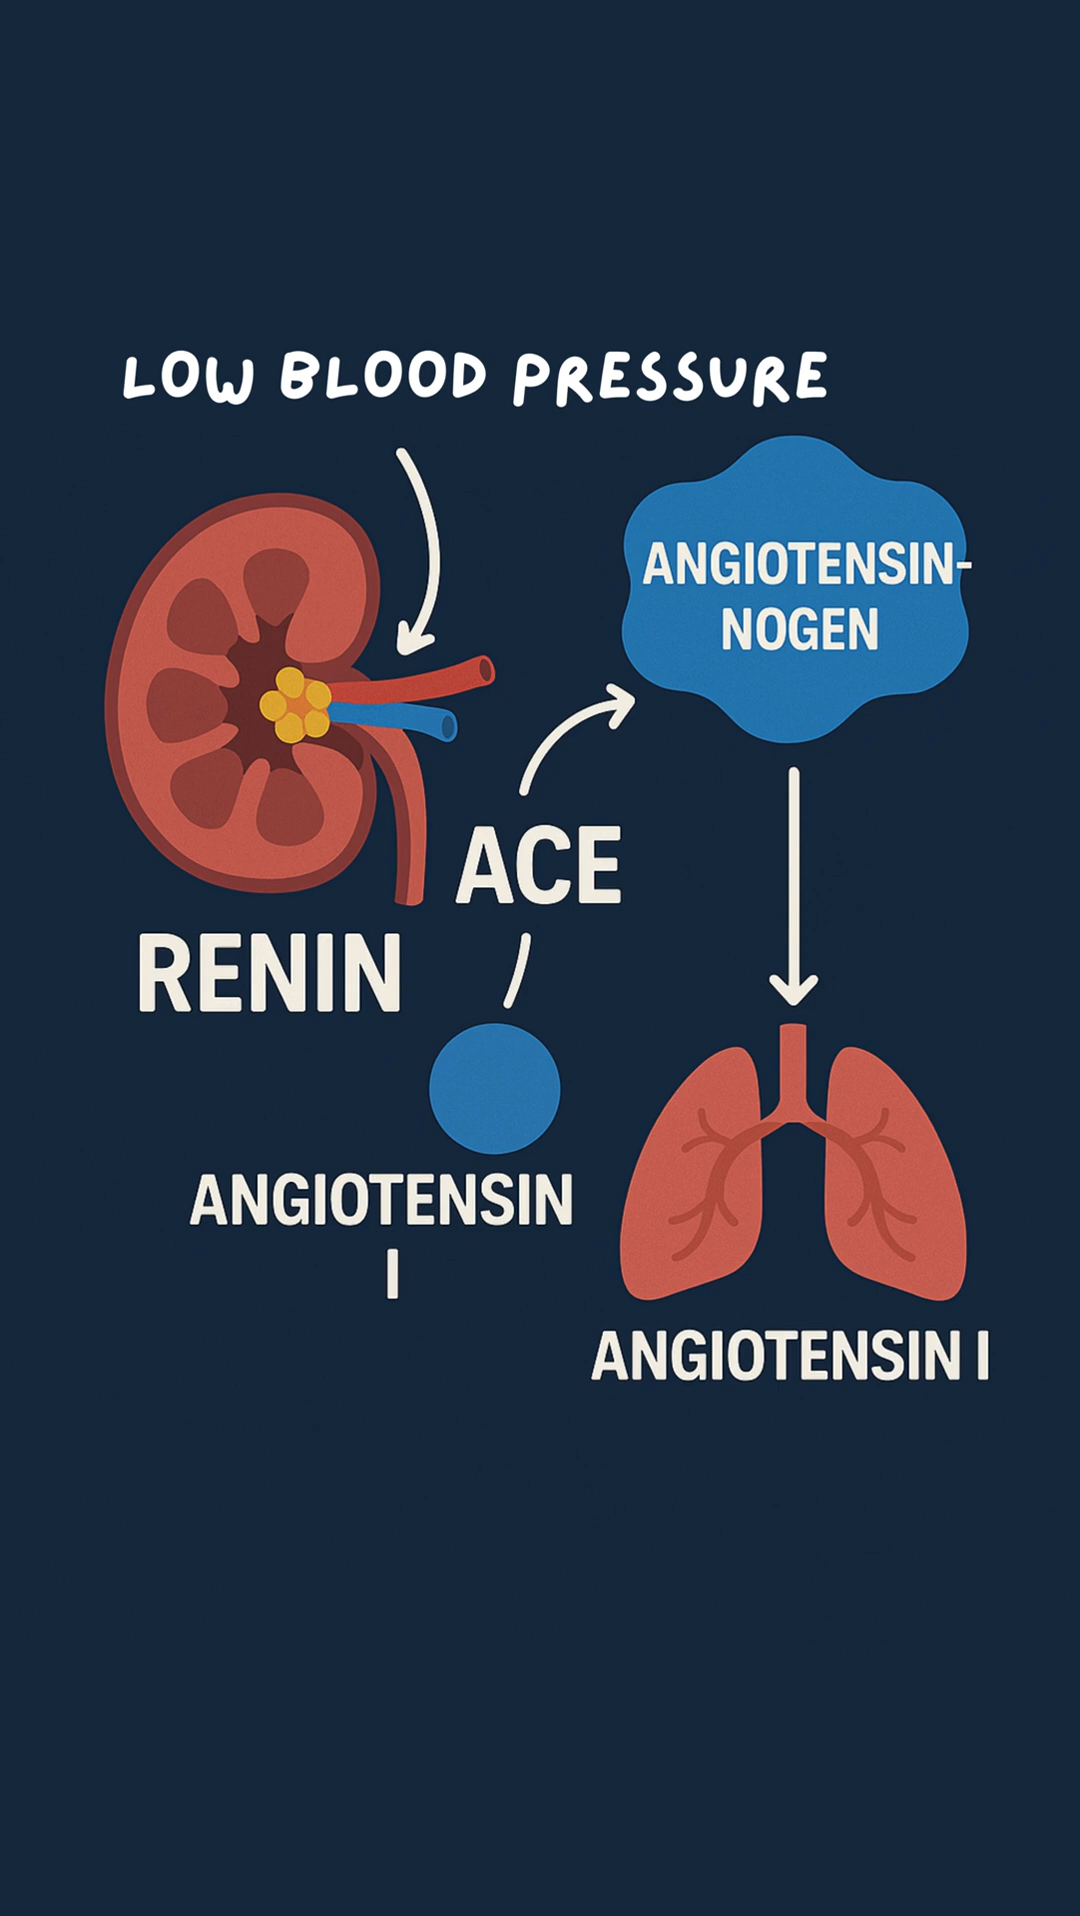 LOW BLOOD PRESSURE
ANGIOTENSIN-
NOGEN
ACE
RENIN
ANGIOTENSIN
I
ANGIOTENSIN I